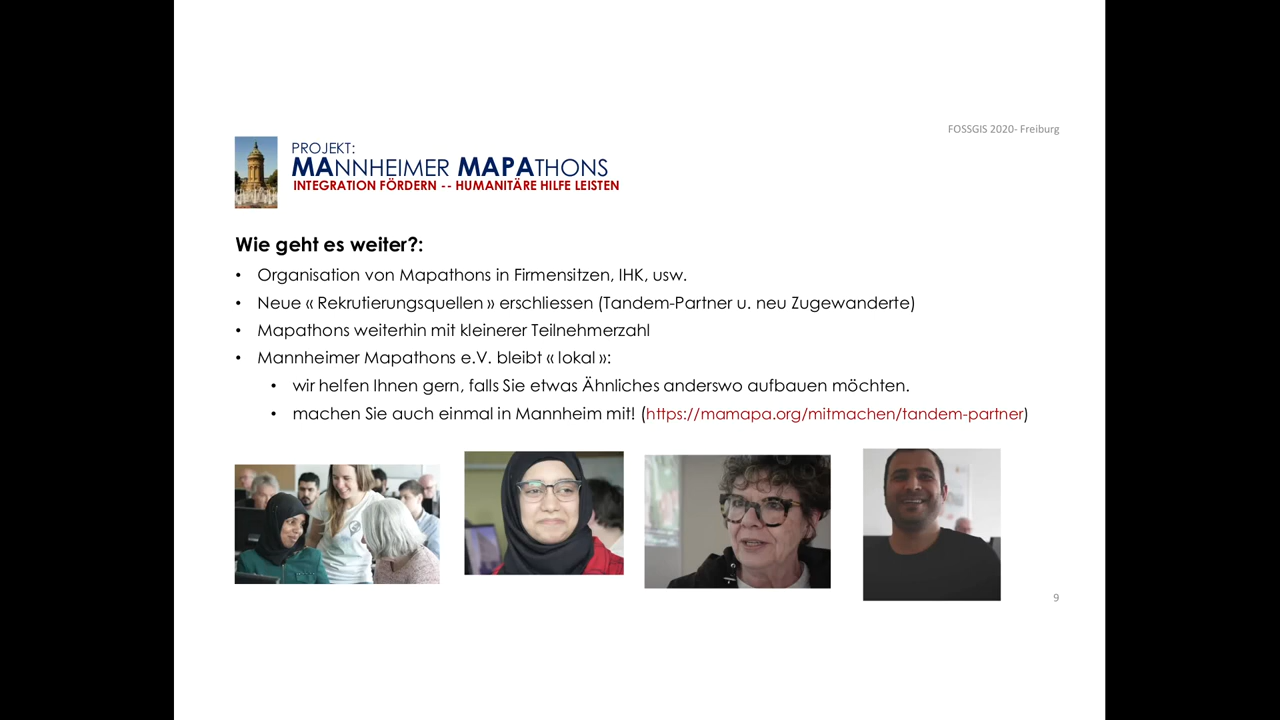 FOSSGIS 2020- Freiburg
PROJEKT:
MANNHEIMER MAPATHONS
INTEGRATION FÖRDERN -- HUMANITÄRE HILFE LEISTEN
Wie geht es weiter?:
• Organisation von Mapathons in Firmensitzen, IHK, usw.
• Neue « Rekrutierungsquellen » erschliessen (Tandem-Partner u. neu Zugewanderte)
• Mapathons weiterhin mit kleinerer Teilnehmerzahl
• Mannheimer Mapathons e.V. bleibt « lokal »:
• wir helfen Ihnen gern, falls Sie etwas Ähnliches anderswo aufbauen möchten.
• machen Sie auch einmal in Mannheim mit! (https://mamapa.org/mitmachen/tandem-partner)
9